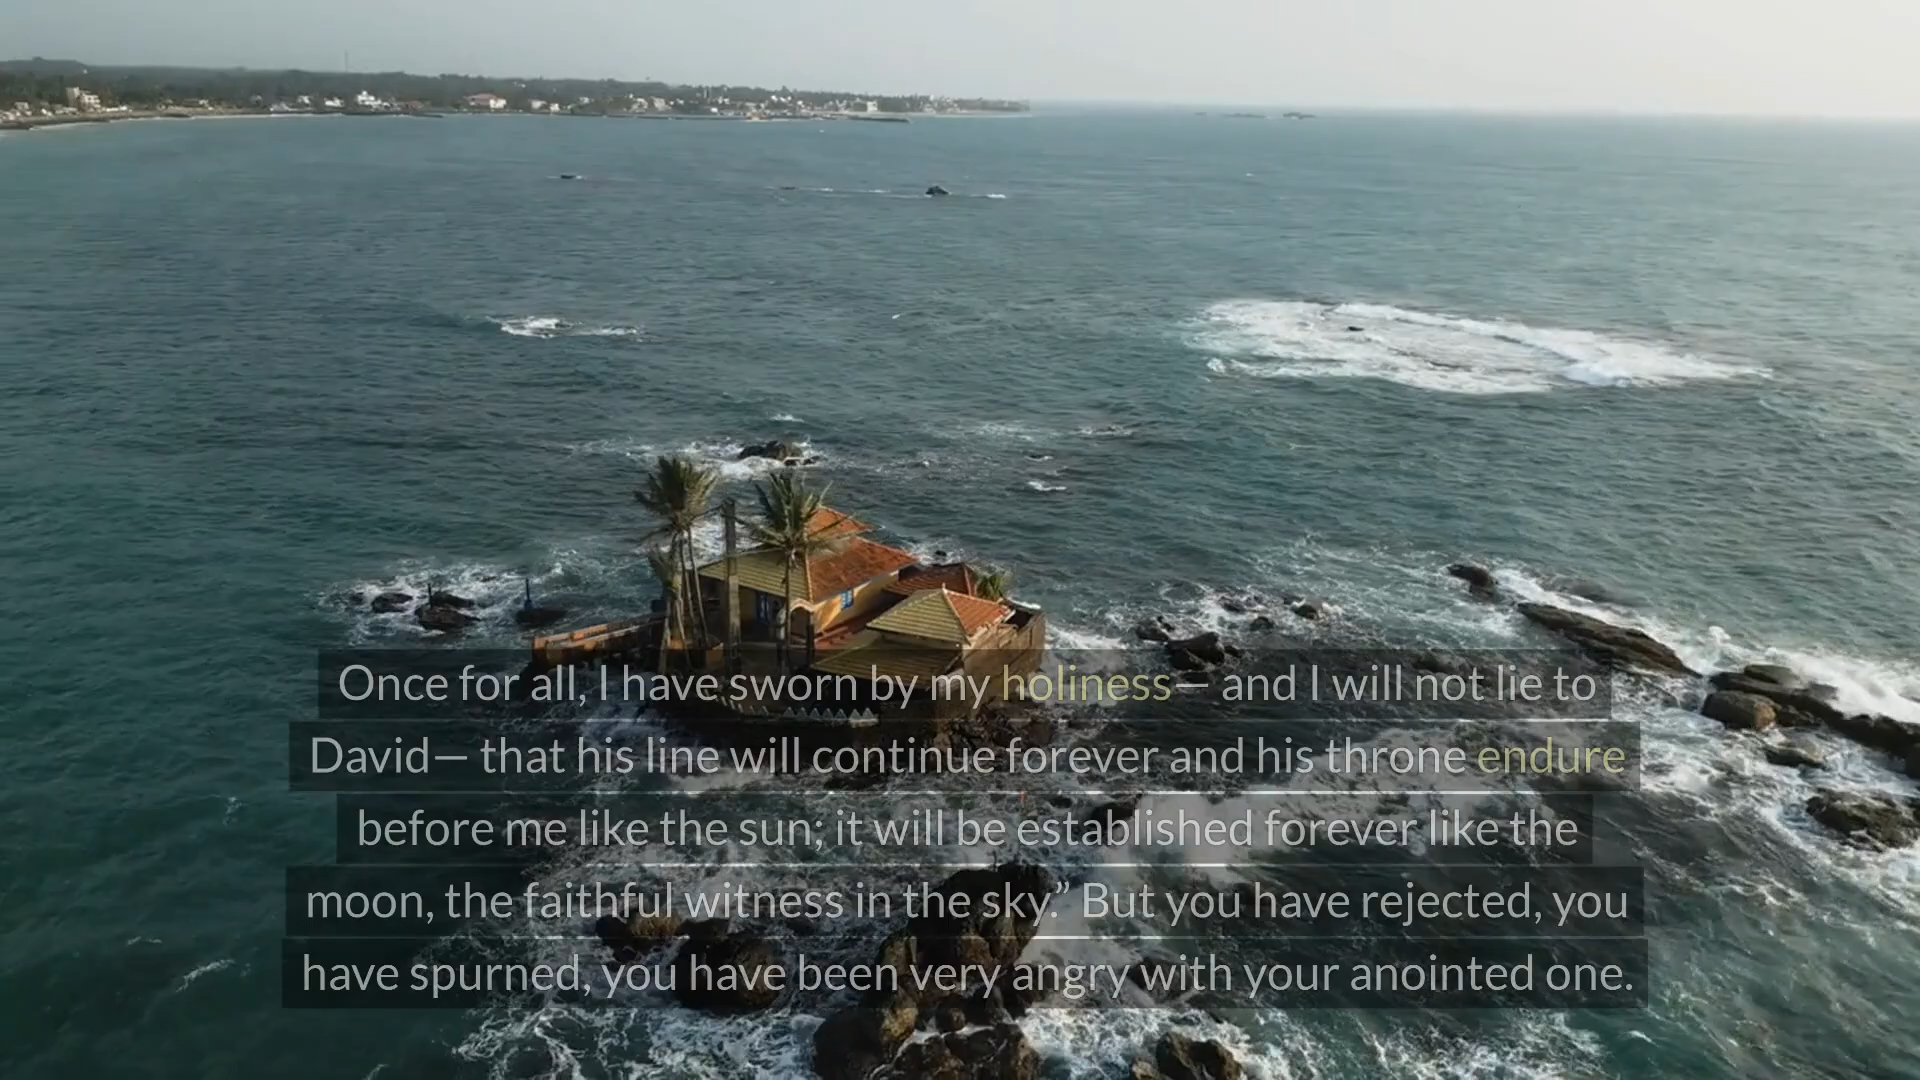 Once for all, I have sworn by my holiness— and I will not lie to
David— that his line will continue forever and his throne endure
before me like the sun; it will be established forever like the
moon, the faithful witness in the sky.” But you have rejected, you
have spurned, you have been very angry with your anointed one.